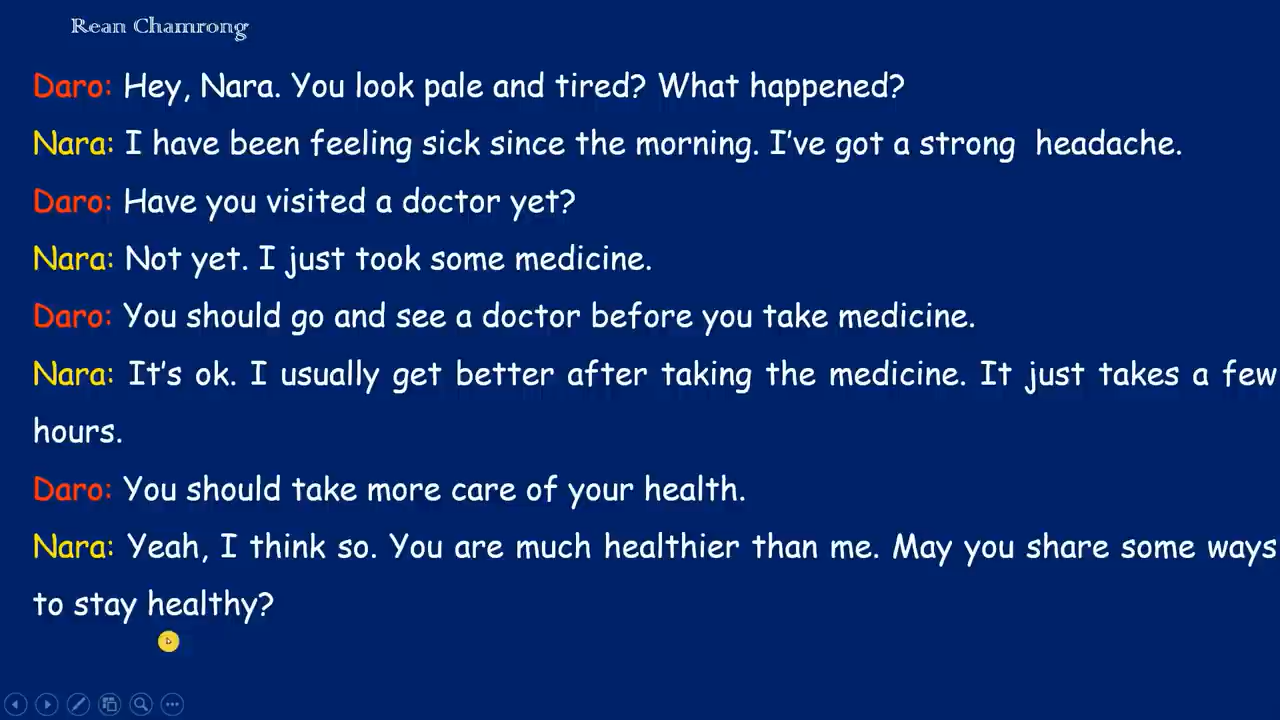 Rean Chamrong
Daro: Hey, Nara. You look pale and tired? What happened?
Nara: I have been feeling sick since the morning. I've got a strong headache.
Daro: Have you visited a doctor yet?
Nara: Not yet. I just took some medicine.
Daro: You should go and see a doctor before you take medicine.
Nara: It's ok. I usually get better after taking the medicine. It just takes a few
hours.
Daro: You should take more care of your health.
Nara: Yeah, I think so. You are much healthier than me. May you share some ways
to stay healthy?